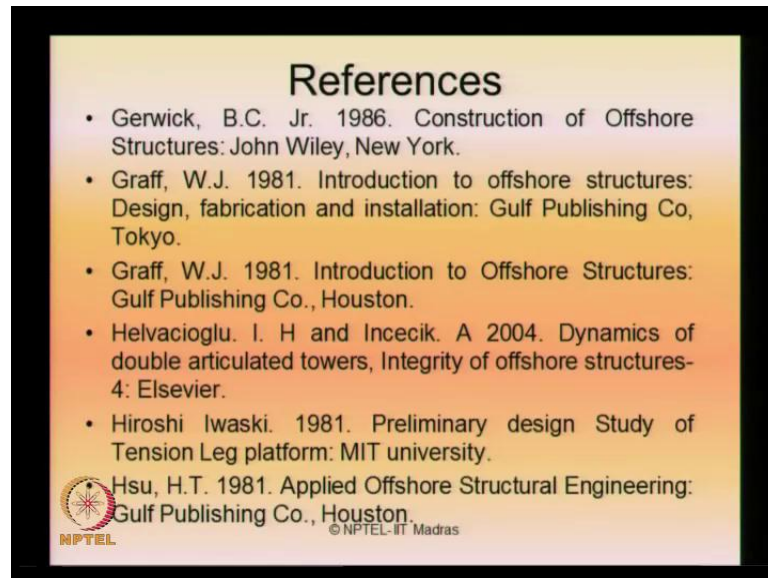 References
• Gerwick, B.C. Jr. 1986. Construction of Offshore
Structures: John Wiley, New York.
• Graff, W.J. 1981. Introduction to offshore structures:
Design, fabrication and installation: Gulf Publishing Co,
Tokyo.
• Graff, W.J. 1981. Introduction to Offshore Structures:
Gulf Publishing Co., Houston.
• Helvacioglu. I. H and Incecik. A 2004. Dynamics of
double articulated towers, Integrity of offshore structures-
4: Elsevier.
• Hiroshi Iwaski. 1981. Preliminary design Study of
Tension Leg platform: MIT university.
• Hsu, H.T. 1981. Applied Offshore Structural Engineering:
Gulf Publishing Co., Houston.
© NPTEL-IIT Madras
NPTEL